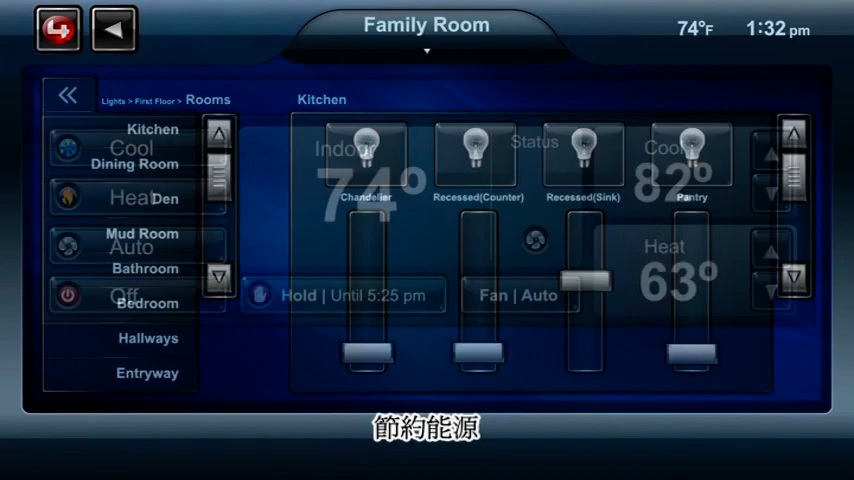 Family Room
74°F
1:32 pm
Lights > First Floor > Rooms
Kitchen
Kitchen
Dining Room
Den
Mud Room
Bathroom
Bedroom
Hallways
Entryway
Cool
Heat
Auto
Off
Indoor
74°
Status
Cool
82°
Heat
63°
Chandelier
Recessed(Counter)
Recessed(Sink)
Pantry
Hold | Until 5:25 pm
Fan | Auto
節約能源